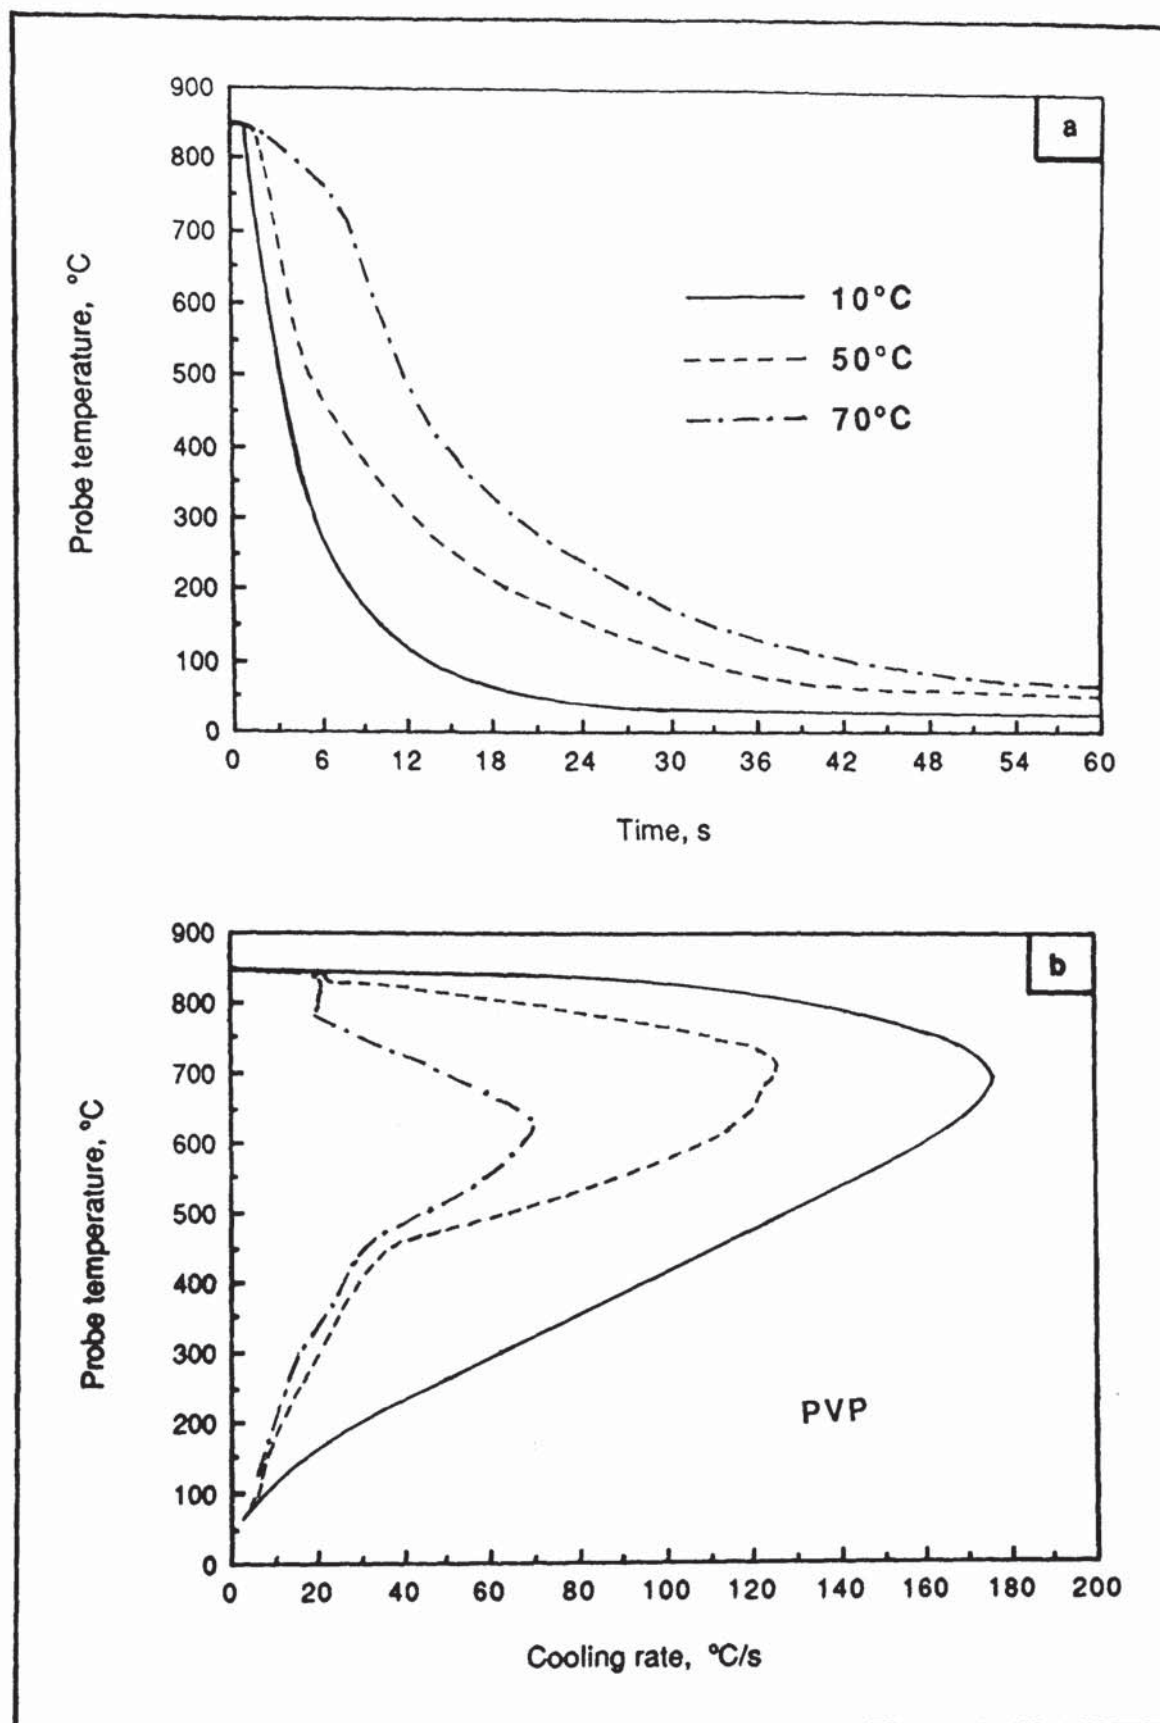 a
900
800
700
600
500
400
300
200
100
0
Probe temperature, °C
10°C
50°C
70°C
0 6 12 18 24 30 36 42 48 54 60
Time, s
b
900
800
700
600
500
400
300
200
100
0
Probe temperature, °C
PVP
0 20 40 60 80 100 120 140 160 180 200
Cooling rate, °C/s